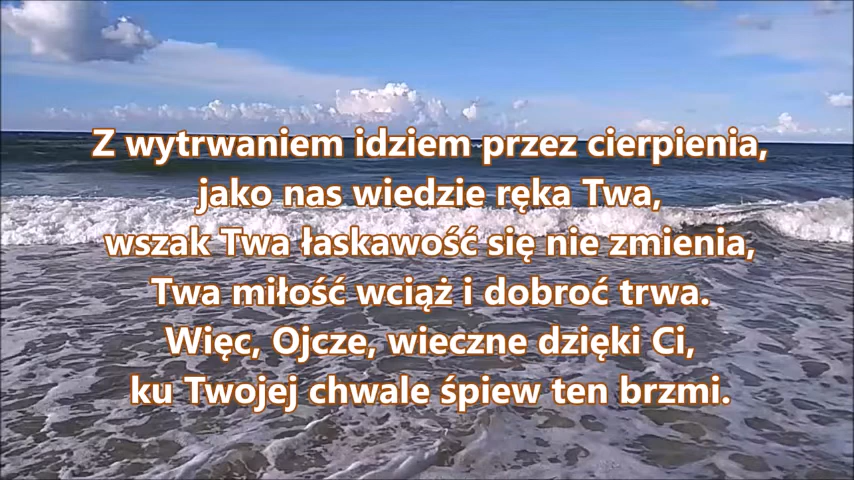 Z wytrwaniem idziem przez cierpienia,
jako nas wiedzie ręka Twa,
wszak Twa łaskawość się nie zmienia,
Twa miłość wciąż i dobroć trwa.
Więc, Ojcze, wieczne dzięki Ci,
ku Twojej chwale śpiew ten brzmi.